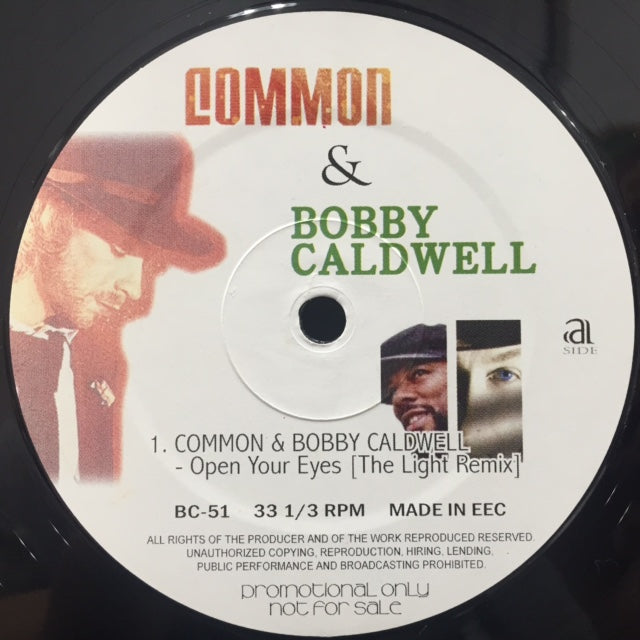 COMMON
&
BOBBY
CALDWELL
a
SIDE
1. COMMON & BOBBY CALDWELL
- Open Your Eyes [The Light Remix]
BC-51 33 1/3 RPM MADE IN EEC
ALL RIGHTS OF THE PRODUCER AND OF THE WORK REPRODUCED RESERVED.
UNAUTHORIZED COPYING, REPRODUCTION, HIRING, LENDING,
PUBLIC PERFORMANCE AND BROADCASTING PROHIBITED.
promotional only
not for sale